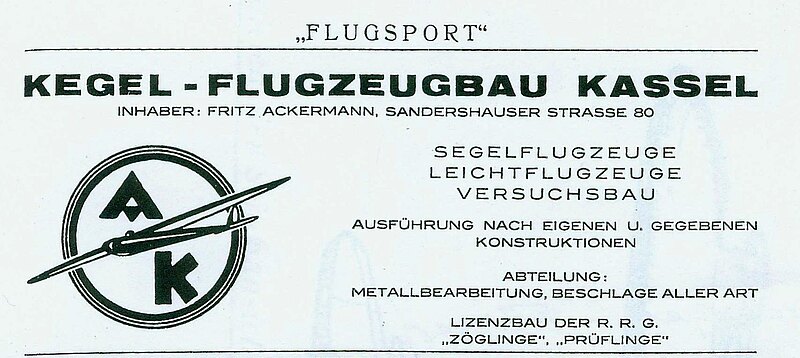 „FLUGSPORT“
KEGEL-FLUGZEUGBAU KASSEL
INHABER: FRITZ ACKERMANN, SANDERSHAUSER STRASSE 80
A
K
SEGELFLUGZEUGE
LEICHTFLUGZEUGE
VERSUCHSBAU
AUSFÜHRUNG NACH EIGENEN U. GEGEBENEN
KONSTRUKTIONEN
ABTEILUNG:
METALLBEARBEITUNG, BESCHLAGE ALLER ART
LIZENZBAU DER R. R. G.
„ZÖGLINGE“, „PRÜFLINGE“